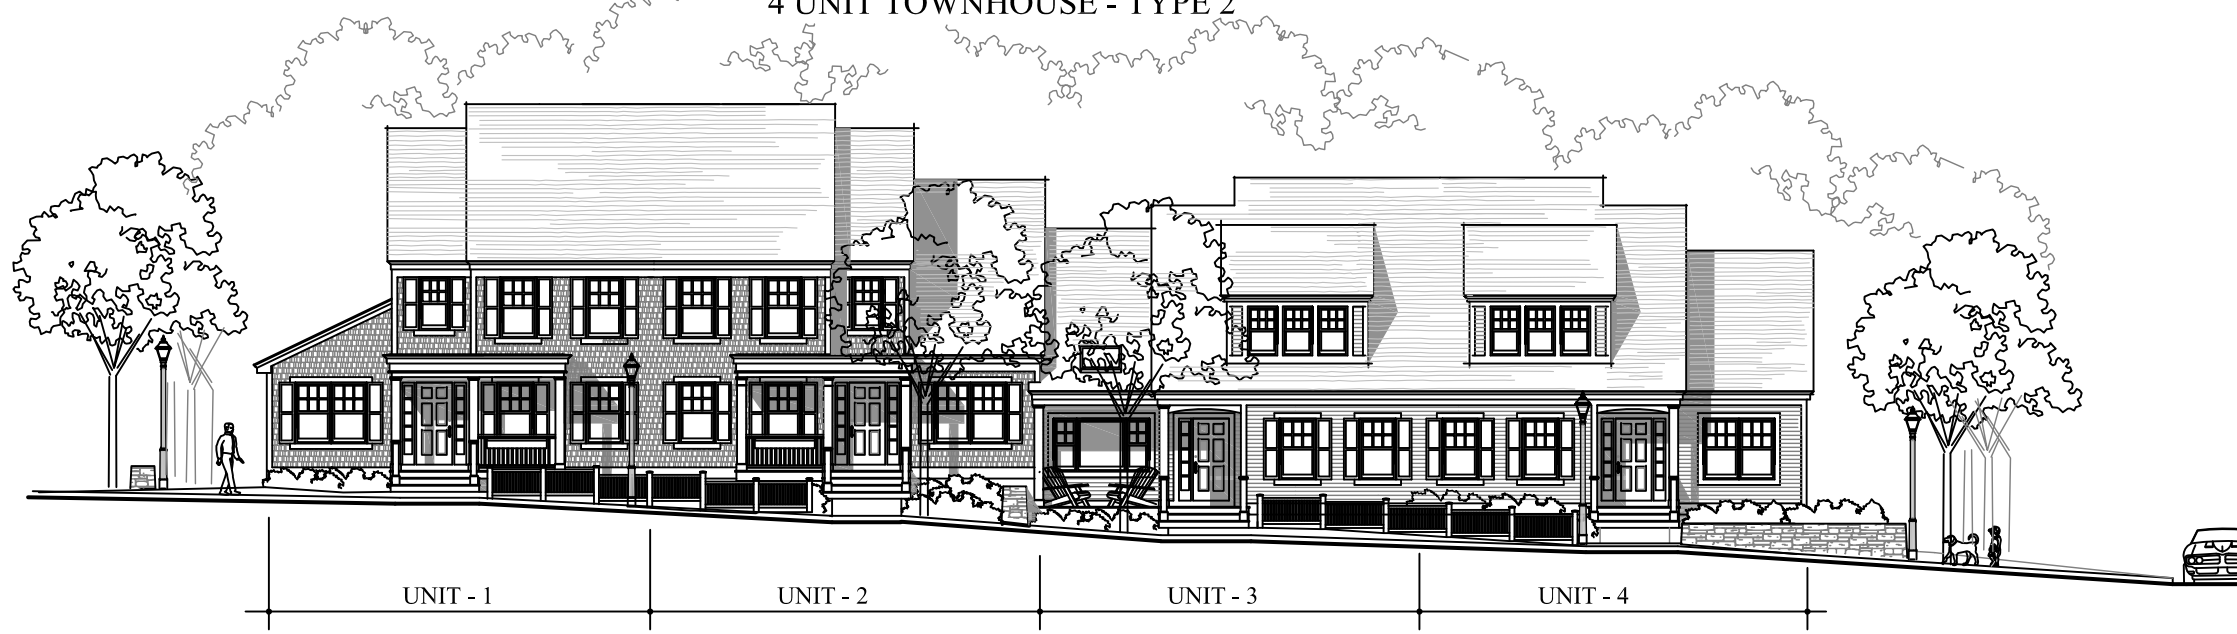 4 UNIT TOWNHOUSE - TYPE 2
UNIT - 1
UNIT - 2
UNIT - 3
UNIT - 4